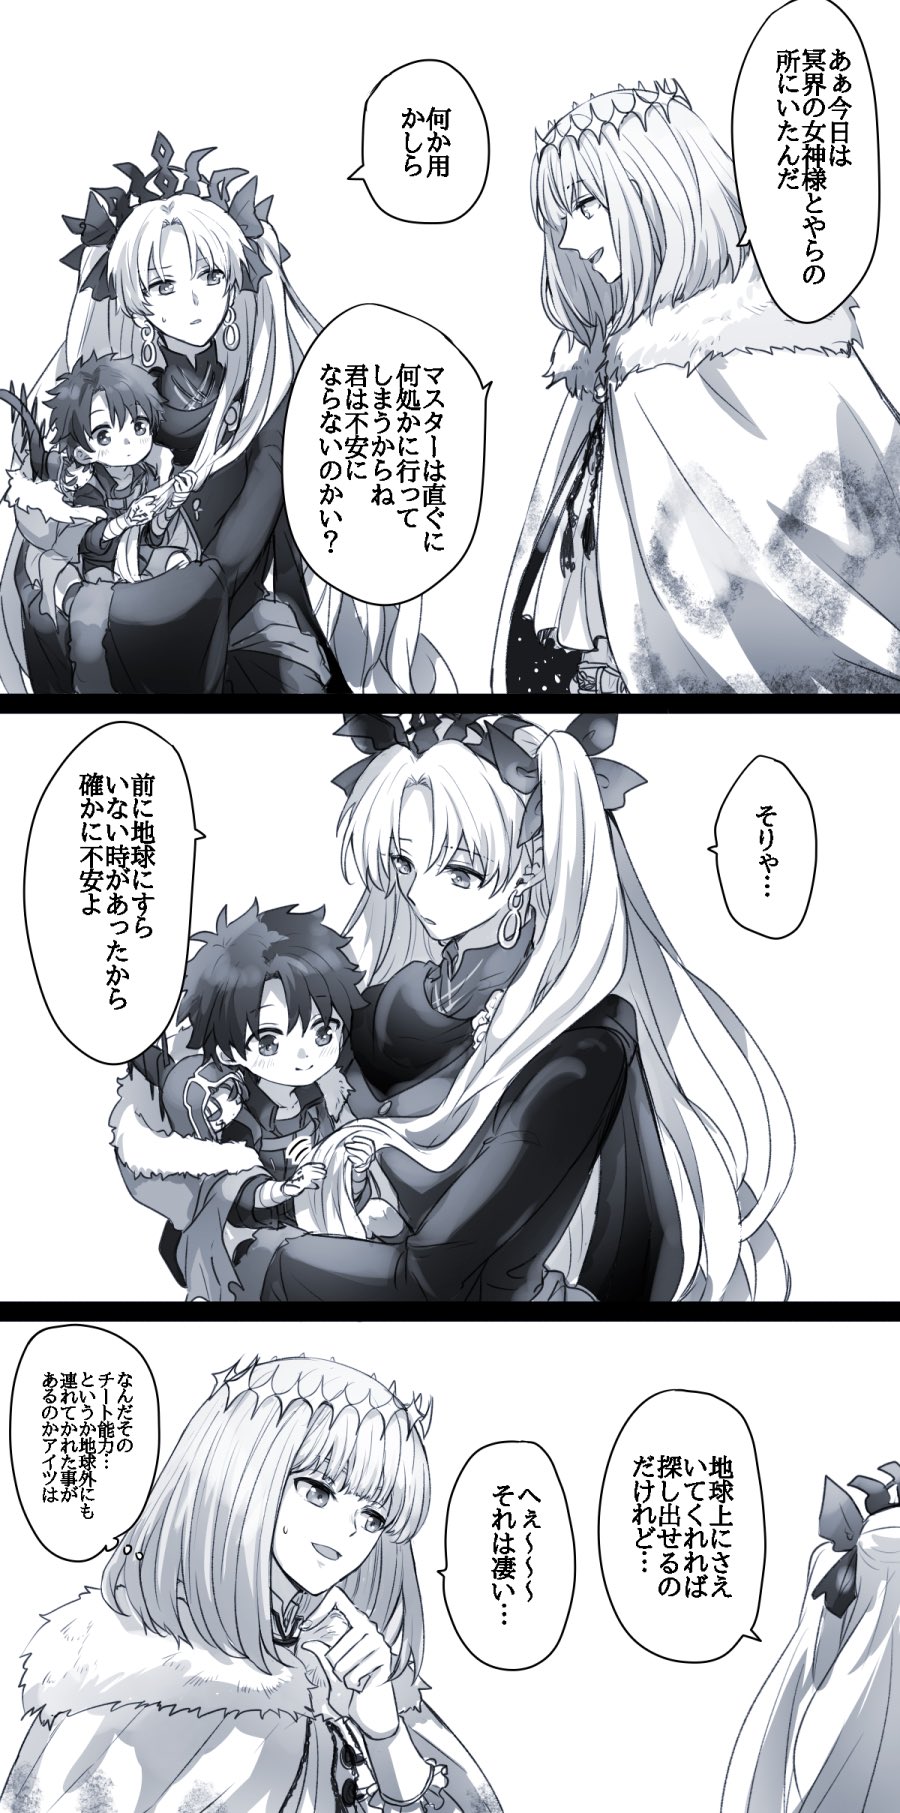 あぁ今日は
冥界の女神様とやらの
所にいたんだ
何か用
かしら
マスターは直ぐに
何処かに行って
しまうからね
君は不安に
ならないのかい？
そりゃ…
前に地球にすら
いない時があったから
確かに不安よ
地球上にさえ
いてくれれば
探し出せるの
だけれど…
へぇ～～～
それは凄い…
なんだその
チート能力…
というか地球外にも
連れてかれた事が
あるのかアイツは